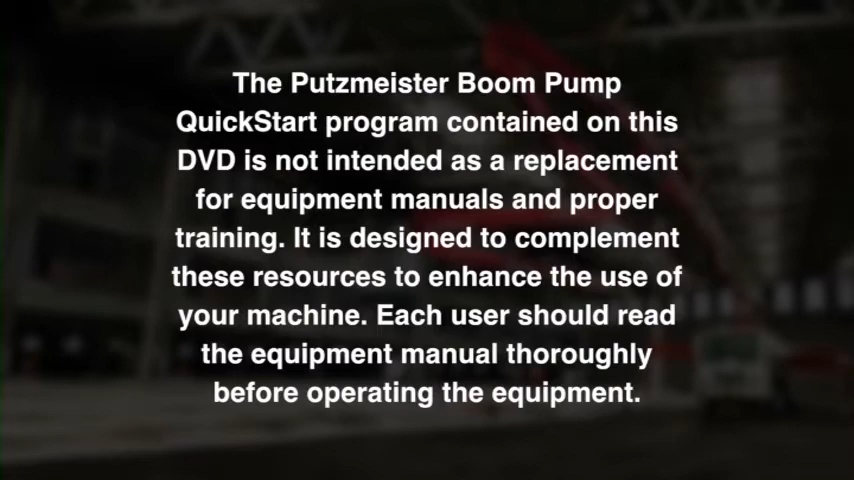 The Putzmeister Boom Pump
QuickStart program contained on this
DVD is not intended as a replacement
for equipment manuals and proper
training. It is designed to complement
these resources to enhance the use of
your machine. Each user should read
the equipment manual thoroughly
before operating the equipment.